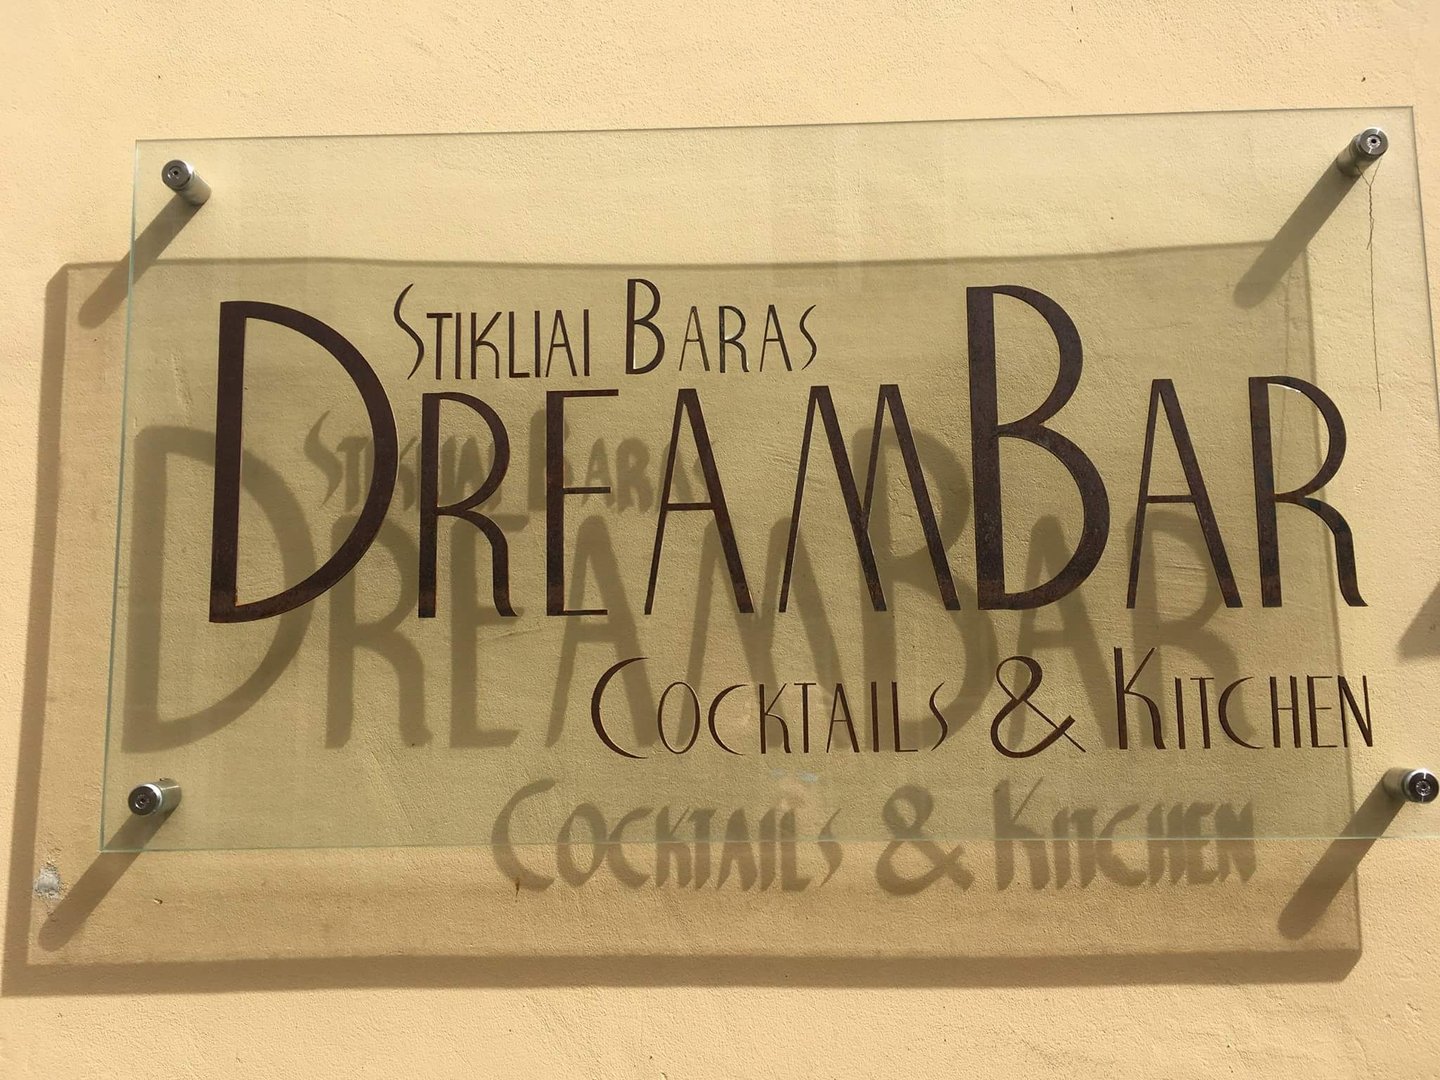 Stikliai Baras
DreamBar
Cocktails & Kitchen